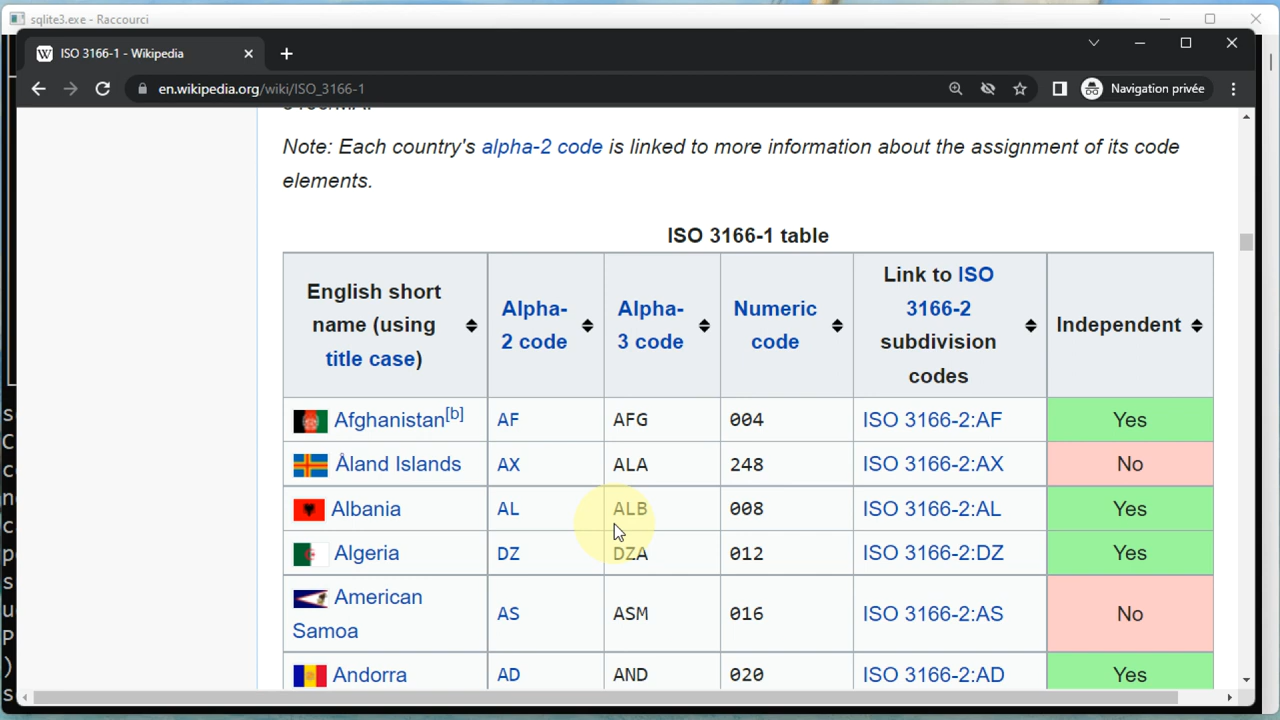 sqlite3.exe - Raccourci
ISO 3166-1 - Wikipedia
en.wikipedia.org/wiki/ISO_3166-1
Navigation privée
Note: Each country's alpha-2 code is linked to more information about the assignment of its code
elements.
ISO 3166-1 table
English short name (using title case) Alpha-2 code Alpha-3 code Numeric code Link to ISO 3166-2 subdivision codes Independent
Afghanistan[b] AF AFG 004 ISO 3166-2:AF Yes
Åland Islands AX ALA 248 ISO 3166-2:AX No
Albania AL ALB 008 ISO 3166-2:AL Yes
Algeria DZ DZA 012 ISO 3166-2:DZ Yes
American Samoa AS ASM 016 ISO 3166-2:AS No
Andorra AD AND 020 ISO 3166-2:AD Yes